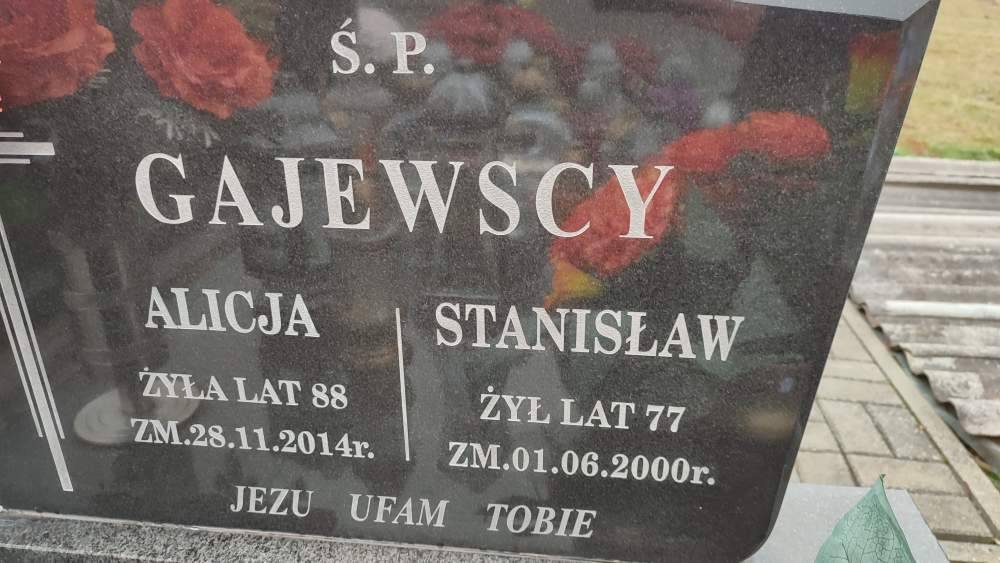 Ś. P.
GAJEWSCY
ALICJA
ŻYŁA LAT 88
ZM.28.11.2014r.
STANISŁAW
ŻYŁ LAT 77
ZM.01.06.2000r.
JEZU UFAM TOBIE